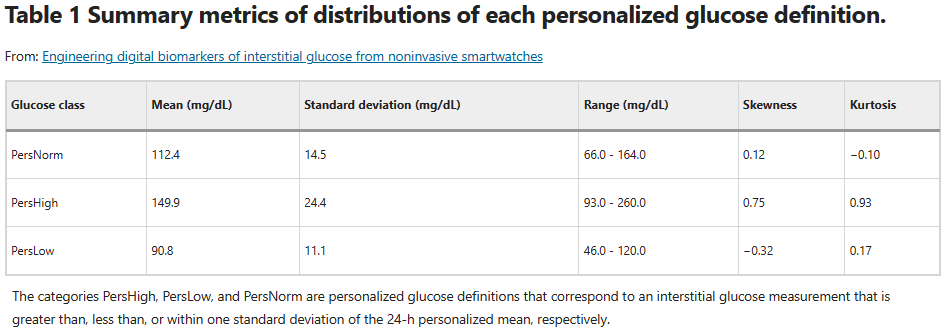 Table 1 Summary metrics of distributions of each personalized glucose definition.
From: Engineering digital biomarkers of interstitial glucose from noninvasive smartwatches
Glucose class Mean (mg/dL) Standard deviation (mg/dL) Range (mg/dL) Skewness Kurtosis
PersNorm 112.4 14.5 66.0 - 164.0 0.12 −0.10
PersHigh 149.9 24.4 93.0 - 260.0 0.75 0.93
PersLow 90.8 11.1 46.0 - 120.0 −0.32 0.17
The categories PersHigh, PersLow, and PersNorm are personalized glucose definitions that correspond to an interstitial glucose measurement that is
greater than, less than, or within one standard deviation of the 24-h personalized mean, respectively.